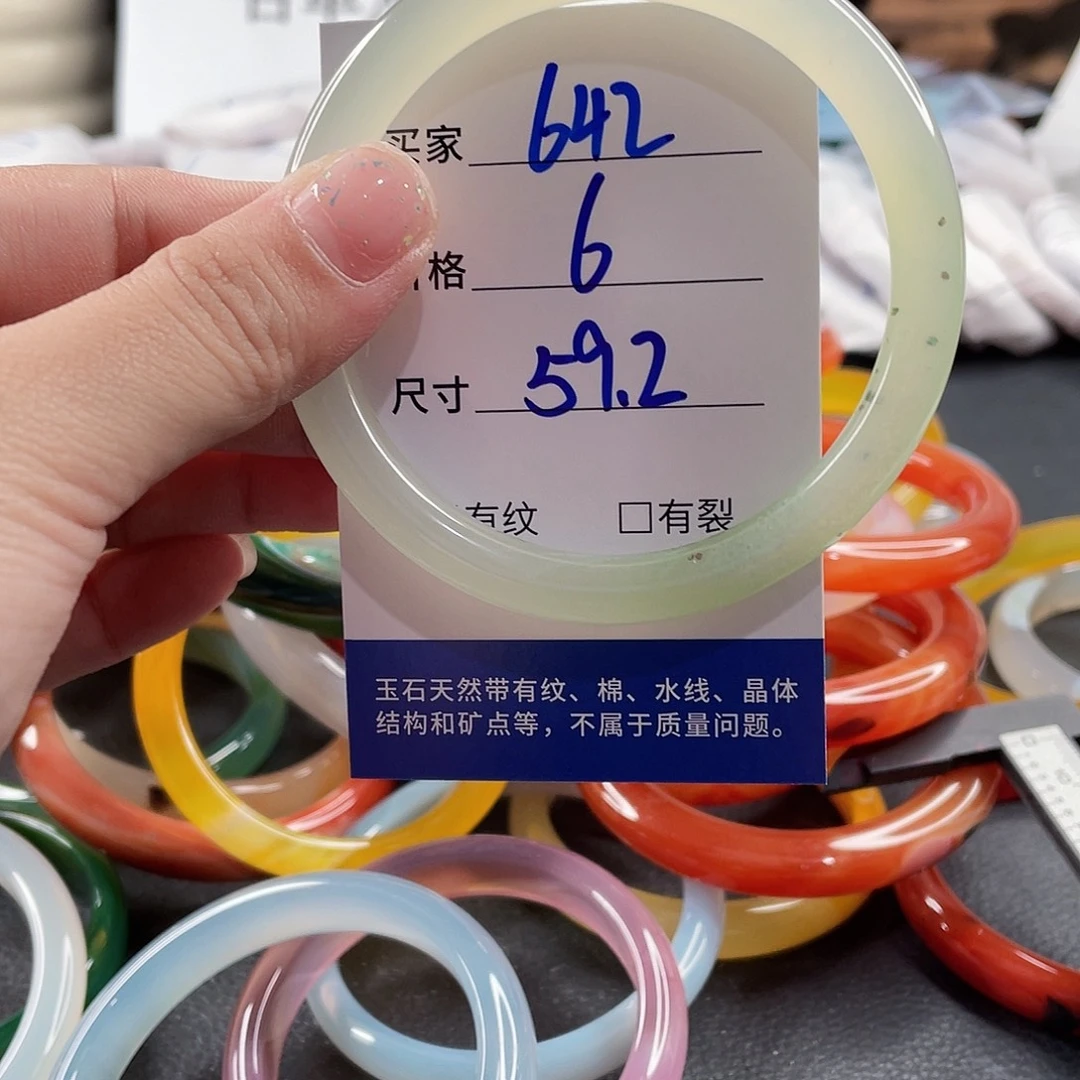 买家 642
格 6
尺寸 59.2
有纹 □有裂
玉石天然带有纹、棉、水线、晶体
结构和矿点等，不属于质量问题。